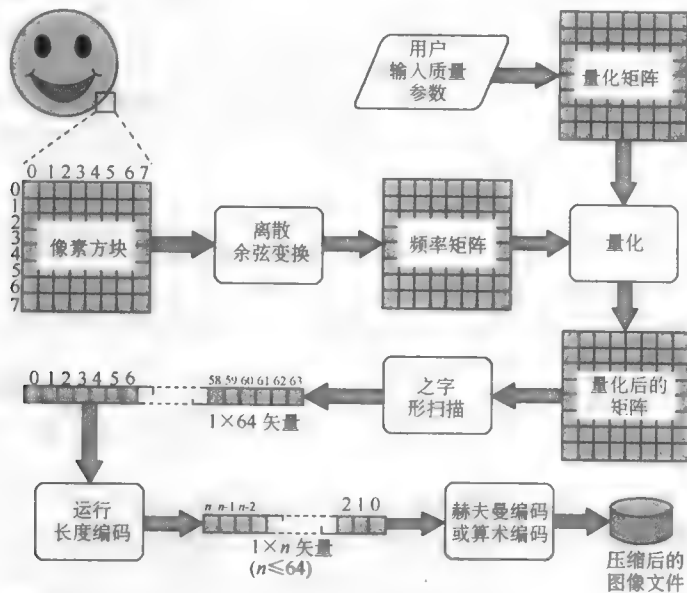 用户
输入质量
参数
量化矩阵
0 1 2 3 4 5 6 7
0
1
2
3
4
5
6
7
像素方块
离散
余弦变换
频率矩阵
量化
0 1 2 3 4 5 6
58 59 60 61 62 63
1×64 矢量
之字
形扫描
量化后的
矩阵
运行
长度编码
n n-1 n-2
2 1 0
1×n 矢量
(n≤64)
赫夫曼编码
或算术编码
压缩后的
图像文件